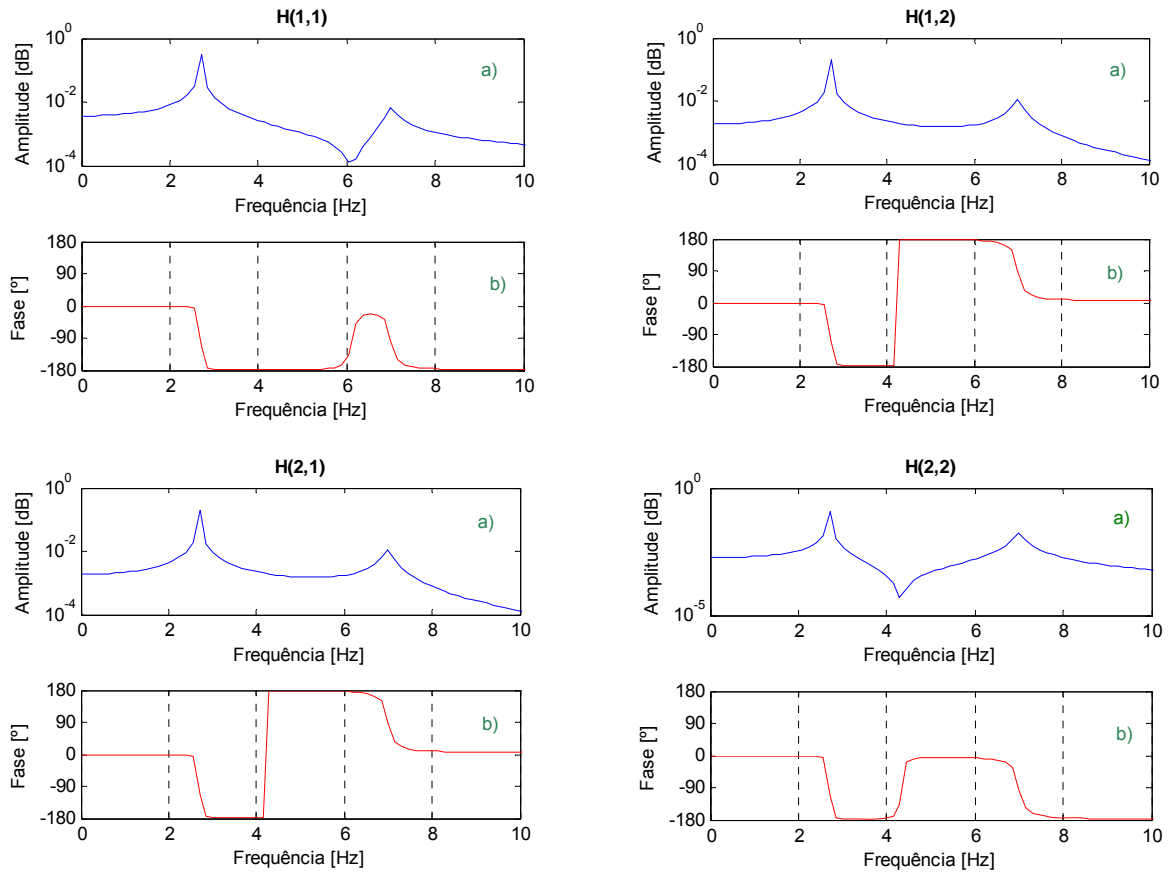 H(1,1)
10^0
10^-2
10^-4
Amplitude [dB]
a)
0 2 4 6 8 10
Frequência [Hz]
180
90
0
-90
-180
Fase [º]
b)
0 2 4 6 8 10
Frequência [Hz]
H(1,2)
10^0
10^-2
10^-4
Amplitude [dB]
a)
0 2 4 6 8 10
Frequência [Hz]
180
90
0
-90
-180
Fase [º]
b)
0 2 4 6 8 10
Frequência [Hz]
H(2,1)
10^0
10^-2
10^-4
Amplitude [dB]
a)
0 2 4 6 8 10
Frequência [Hz]
180
90
0
-90
-180
Fase [º]
b)
0 2 4 6 8 10
Frequência [Hz]
H(2,2)
10^0
10^-5
Amplitude [dB]
a)
0 2 4 6 8 10
Frequência [Hz]
180
90
0
-90
-180
Fase [º]
b)
0 2 4 6 8 10
Frequência [Hz]